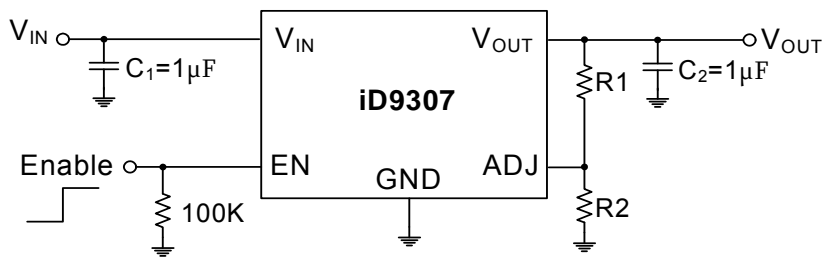 V_IN
V_IN
V_OUT
V_OUT
C_1=1μF
R1
C_2=1μF
iD9307
Enable
EN
ADJ
GND
100K
R2